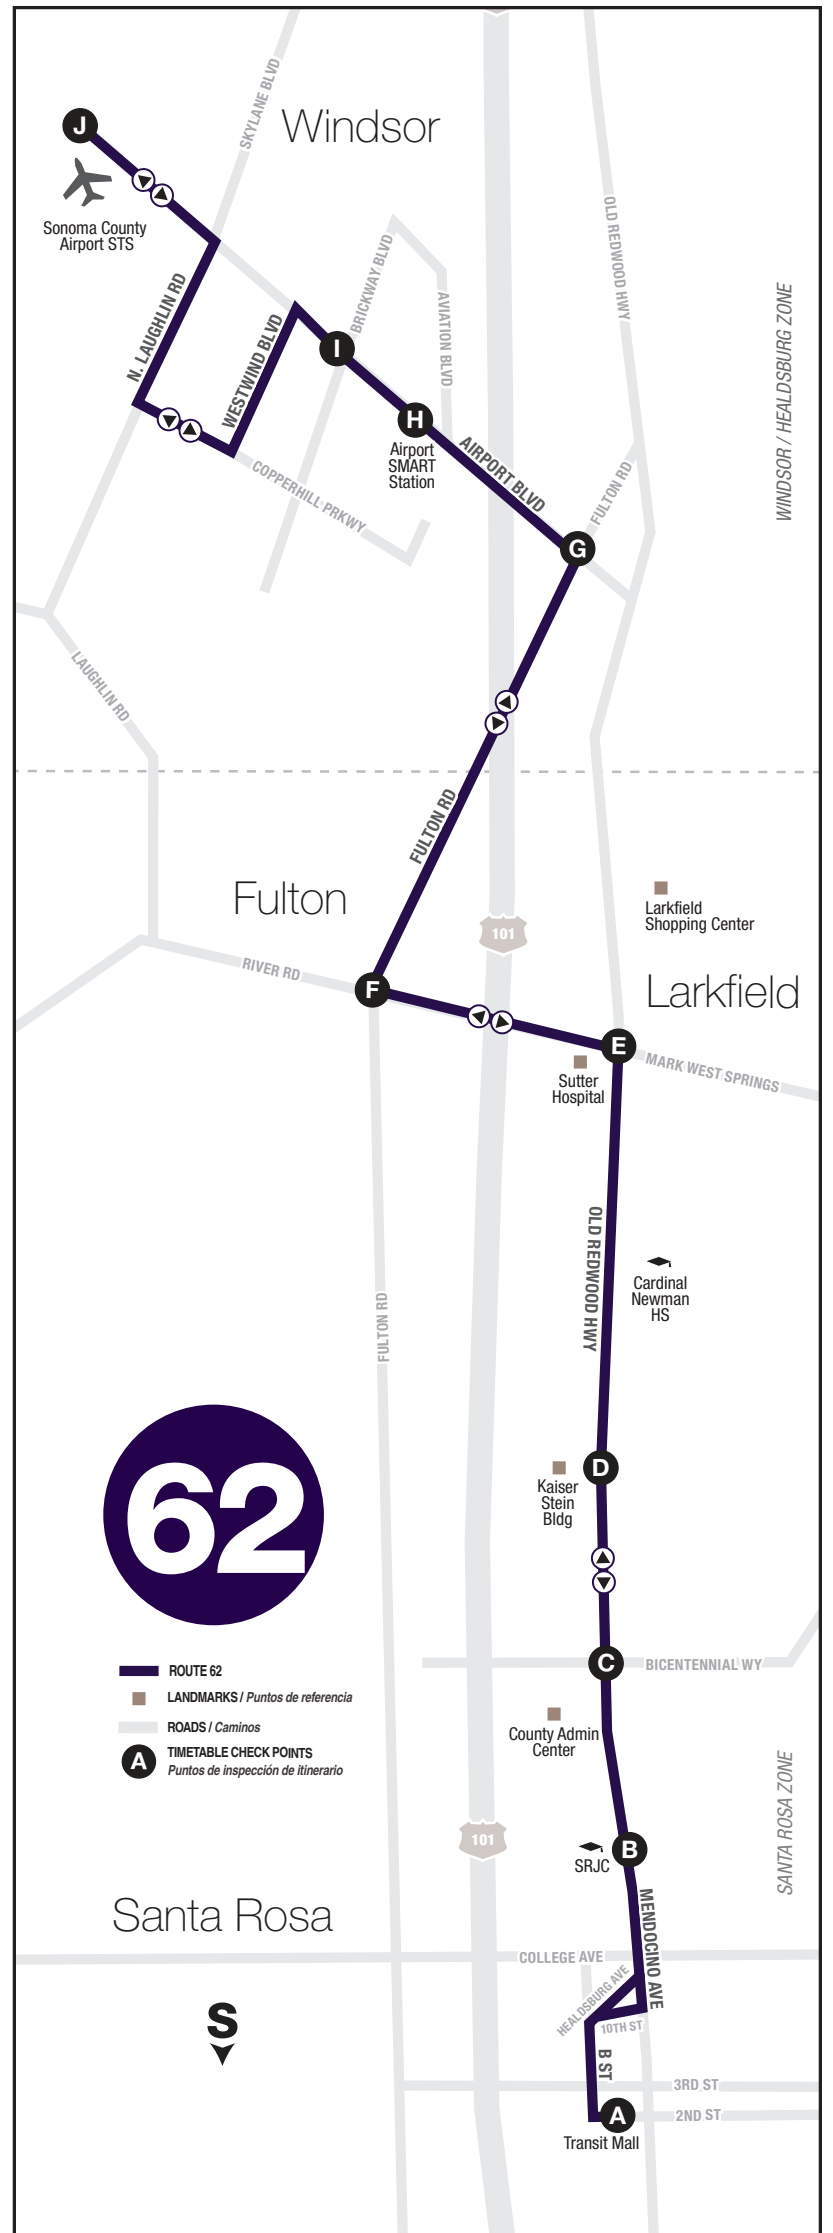 Windsor
SKYLANE BLVD
J
Sonoma County
Airport STS
OLD REDWOOD HWY
BRICKWAY BLVD
AVIATION BLVD
WINDSOR / HEALDSBURG ZONE
N. LAUGHLIN RD
WESTWIND BLVD
I
H
Airport
SMART
Station
AIRPORT BLVD
COPPERHILL PRKWY
FULTON RD
G
LAUGHLIN RD
FULTON RD
Fulton
Larkfield
Shopping Center
101
RIVER RD
F
Larkfield
E
MARK WEST SPRINGS
Sutter
Hospital
OLD REDWOOD HWY
Cardinal
Newman
HS
FULTON RD
62
D
Kaiser
Stein
Bldg
C
BICENTENNIAL WY
ROUTE 62
LANDMARKS / Puntos de referencia
ROADS / Caminos
A
TIMETABLE CHECK POINTS
Puntos de inspección de itinerario
County Admin
Center
SANTA ROSA ZONE
101
B
SRJC
Santa Rosa
MENDOCINO AVE
COLLEGE AVE
HEALDSBURG AVE
10TH ST
S
B ST
3RD ST
A
2ND ST
Transit Mall